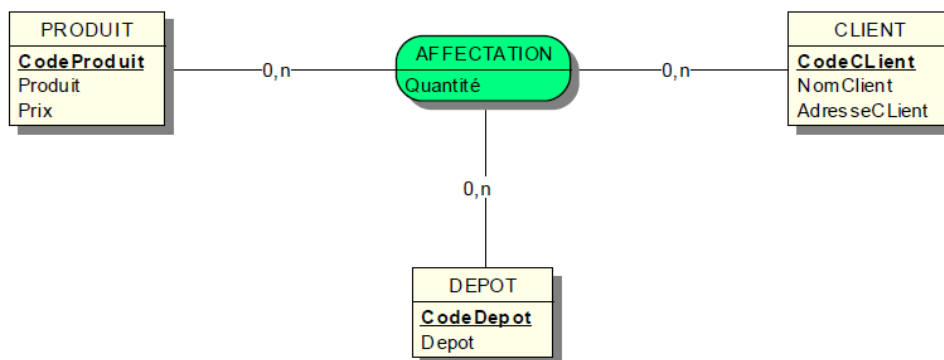 PRODUIT
CodeProduit
Produit
Prix
0,n
AFFECTATION
Quantité
0,n
CLIENT
CodeCLient
NomClient
AdresseCLient
0,n
DEPOT
CodeDepot
Depot